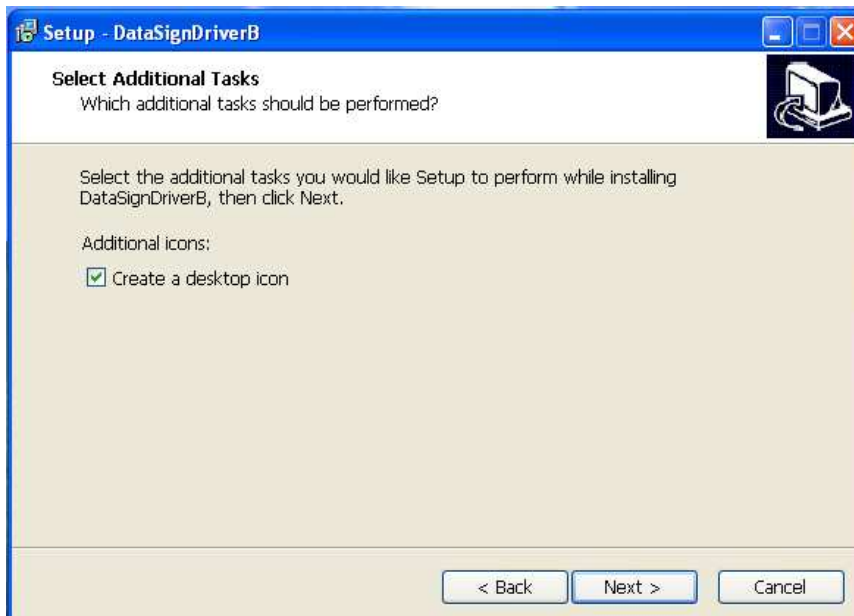 Setup - DataSignDriverB
Select Additional Tasks
Which additional tasks should be performed?
Select the additional tasks you would like Setup to perform while installing
DataSignDriverB, then click Next.
Additional icons:
Create a desktop icon
< Back Next > Cancel